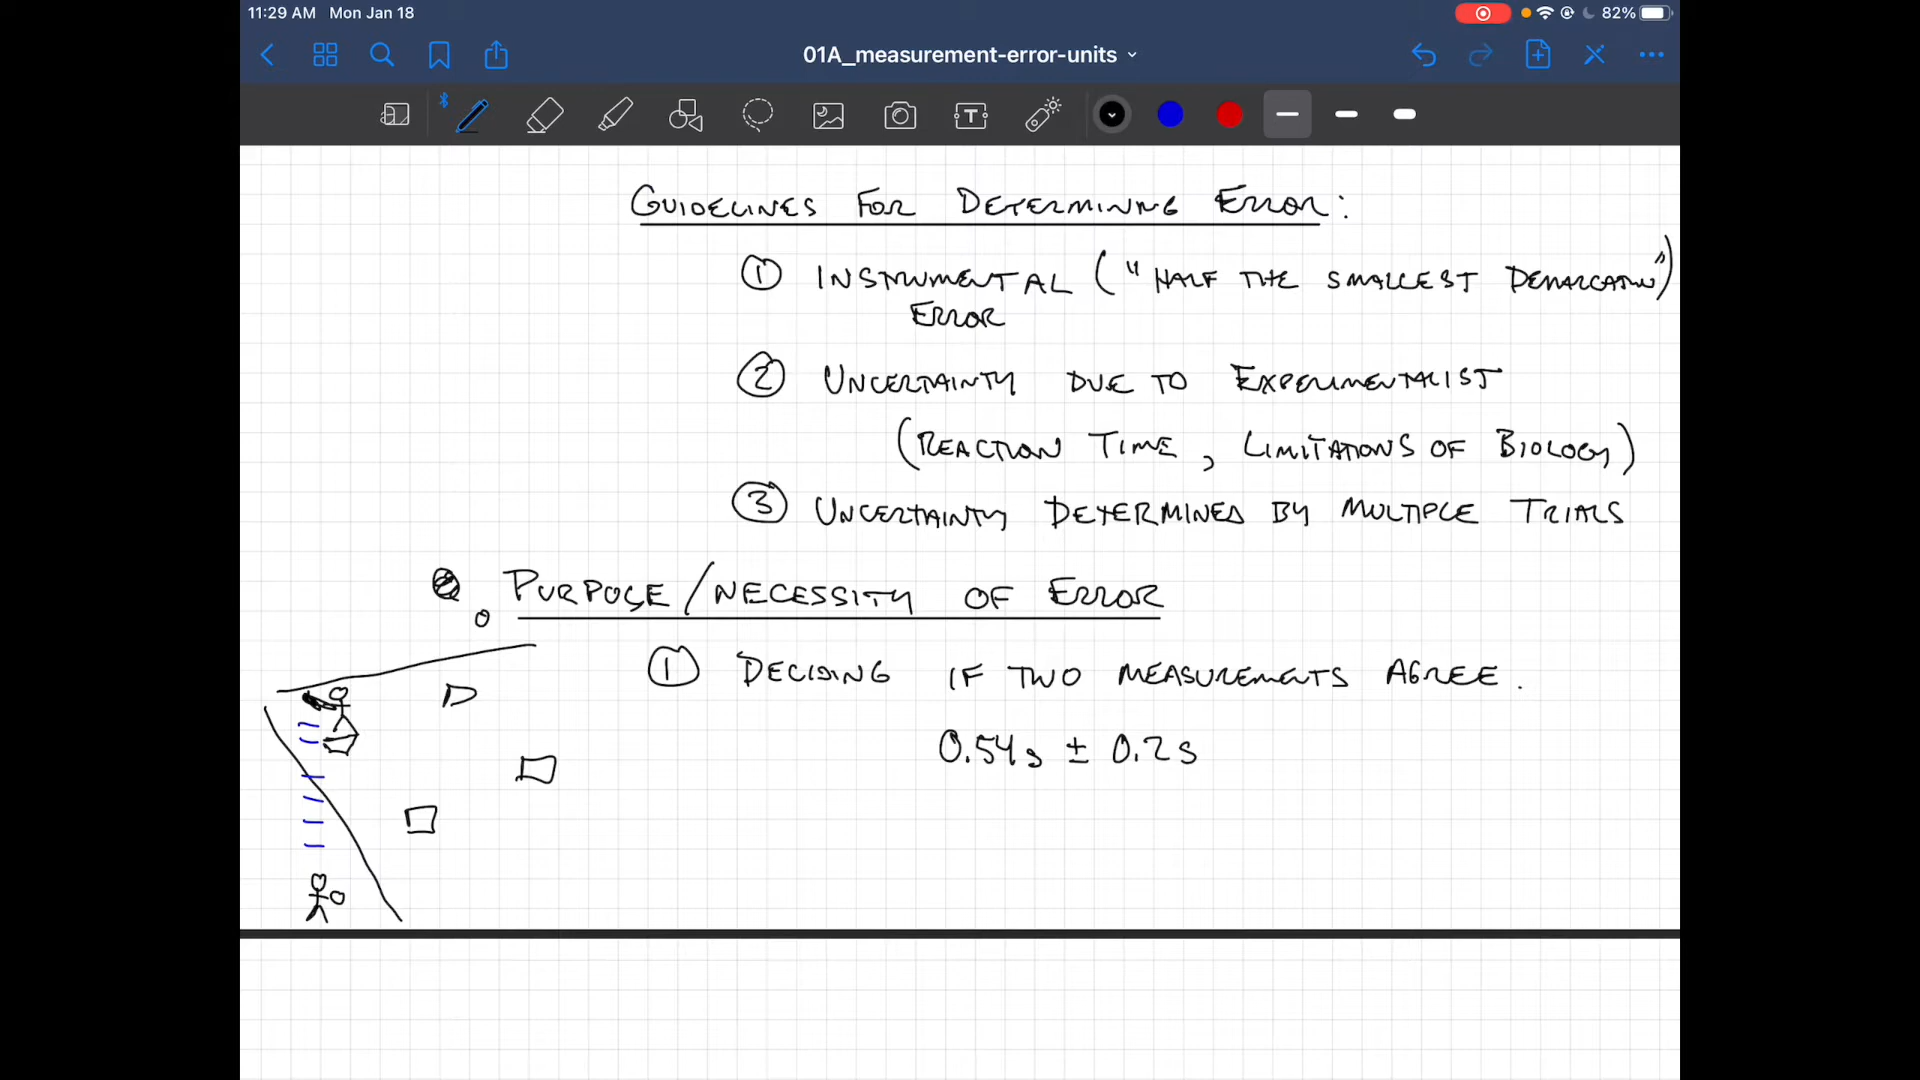 11:29 AM Mon Jan 18
82%
01A_measurement-error-units
GUIDELINES FOR DETERMINING ERROR:
① INSTRUMENTAL ("HALF THE SMALLEST DEMARCATION")
ERROR
② UNCERTAINTY DUE TO EXPERIMENTALIST
(REACTION TIME, LIMITATIONS OF BIOLOGY)
③ UNCERTAINTY DETERMINED BY MULTIPLE TRIALS
PURPOSE/NECESSITY OF ERROR
① DECIDING IF TWO MEASUREMENTS AGREE.
0.54s ± 0.2s